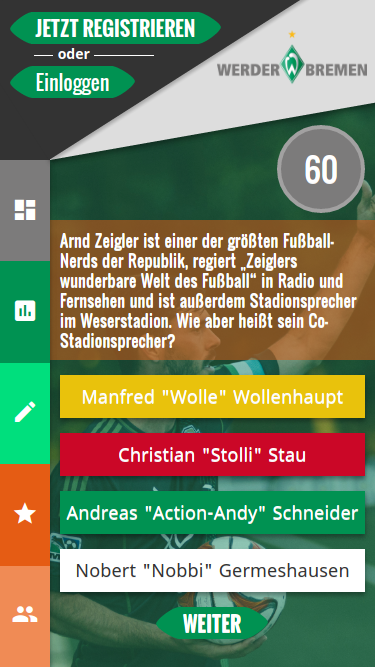 JETZT REGISTRIEREN
oder
Einloggen
WERDER BREMEN
W
60
Arnd Zeigler ist einer der größten Fußball-
Nerds der Republik, regiert „Zeiglers
wunderbare Welt des Fußball“ in Radio und
Fernsehen und ist außerdem Stadionsprecher
im Weserstadion. Wie aber heißt sein Co-
Stadionsprecher?
Manfred "Wolle" Wollenhaupt
Christian "Stolli" Stau
Andreas "Action-Andy" Schneider
Nobert "Nobbi" Germeshausen
WEITER